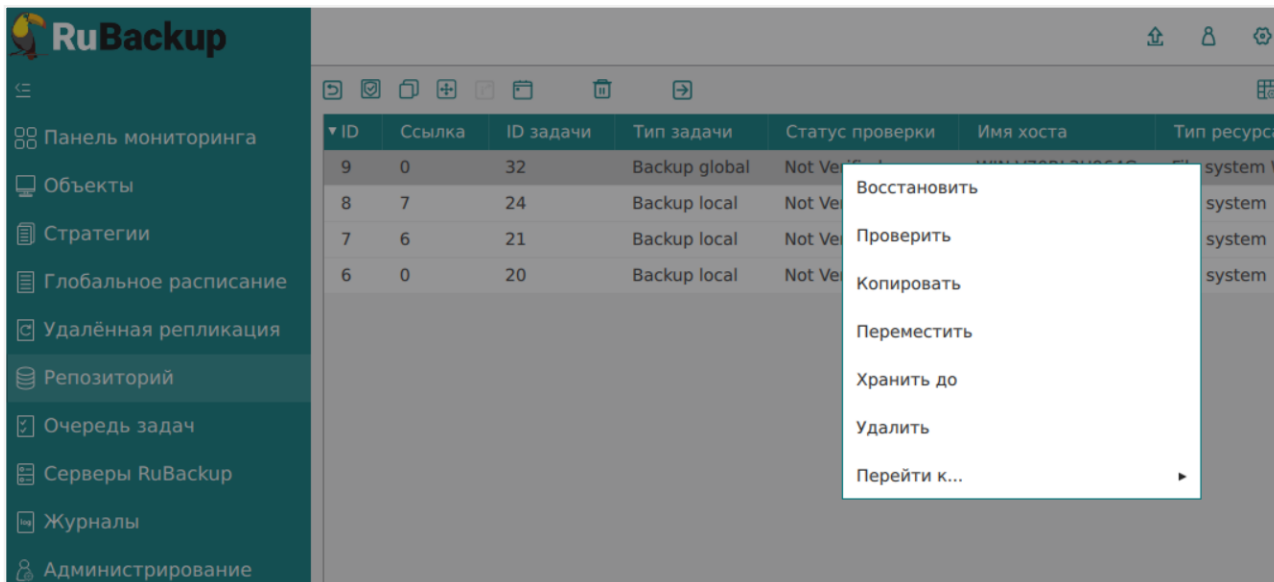 RuBackup
Панель мониторинга
Объекты
Стратегии
Глобальное расписание
Удалённая репликация
Репозиторий
Очередь задач
Серверы RuBackup
Журналы
Администрирование
ID Ссылка ID задачи Тип задачи Статус проверки Имя хоста Тип ресурса
9 0 32 Backup global Not system
8 7 24 Backup local Not system
7 6 21 Backup local Not system
6 0 20 Backup local Not system
Восстановить
Проверить
Копировать
Переместить
Хранить до
Удалить
Перейти к...